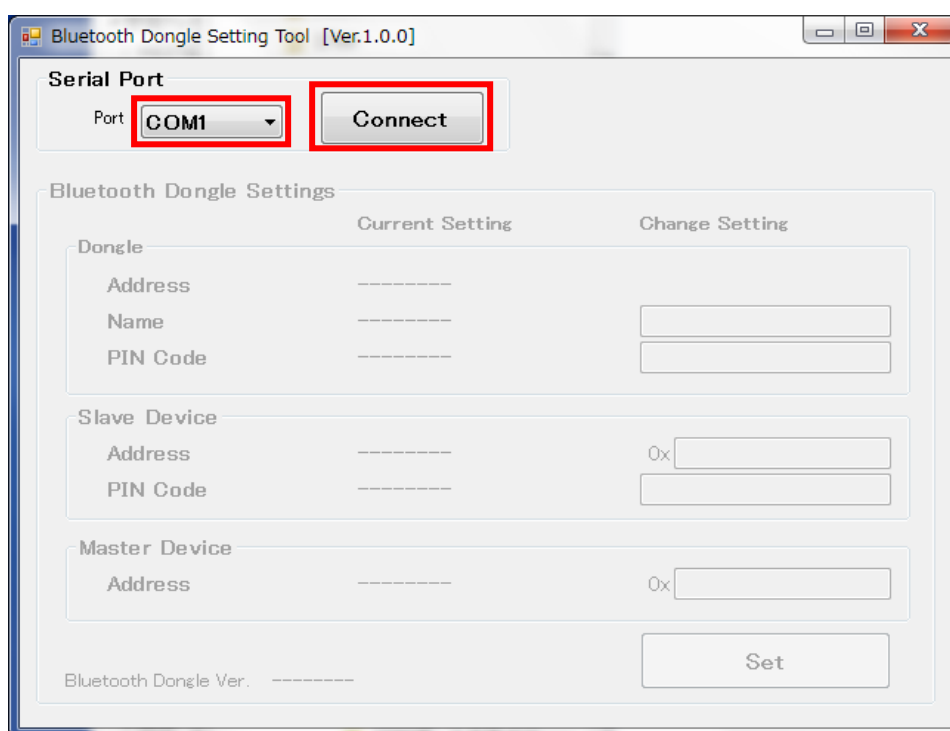 Bluetooth Dongle Setting Tool [Ver.1.0.0]
Serial Port
Port COM1 Connect
Bluetooth Dongle Settings
Current Setting Change Setting
Dongle
Address --------
Name --------
PIN Code --------
Slave Device
Address -------- 0x
PIN Code --------
Master Device
Address -------- 0x
Set
Bluetooth Dongle Ver. --------